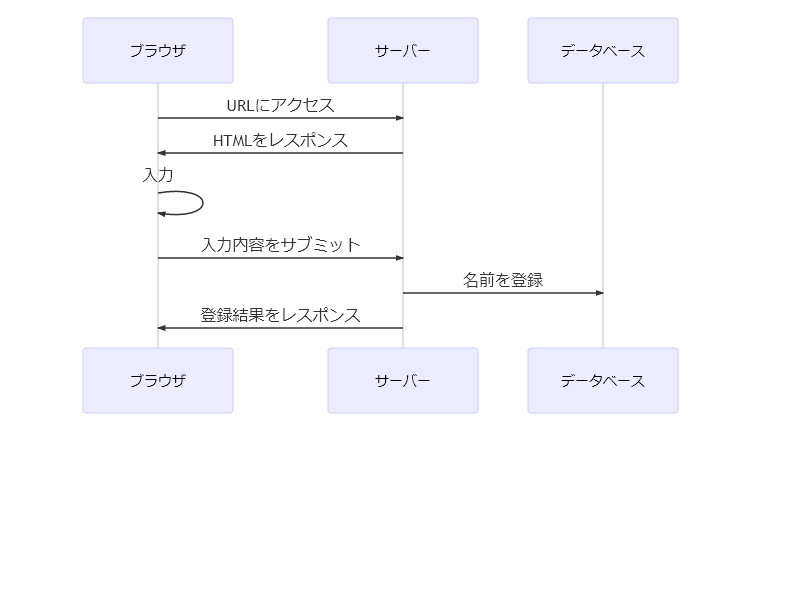 ブラウザ
サーバー
データベース
URLにアクセス
HTMLをレスポンス
入力
入力内容をサブミット
名前を登録
登録結果をレスポンス
ブラウザ
サーバー
データベース